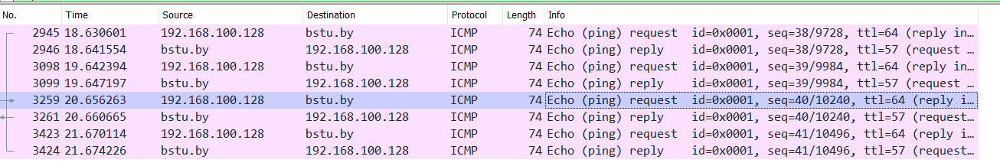 No. Time Source Destination Protocol Length Info
2945 18.630601 192.168.100.128 bstu.by ICMP 74 Echo (ping) request id=0x0001, seq=38/9728, ttl=64 (reply in…
2946 18.641554 bstu.by 192.168.100.128 ICMP 74 Echo (ping) reply id=0x0001, seq=38/9728, ttl=57 (request …
3098 19.642394 192.168.100.128 bstu.by ICMP 74 Echo (ping) request id=0x0001, seq=39/9984, ttl=64 (reply in…
3099 19.647197 bstu.by 192.168.100.128 ICMP 74 Echo (ping) reply id=0x0001, seq=39/9984, ttl=57 (request …
3259 20.656263 192.168.100.128 bstu.by ICMP 74 Echo (ping) request id=0x0001, seq=40/10240, ttl=64 (reply i…
3261 20.660665 bstu.by 192.168.100.128 ICMP 74 Echo (ping) reply id=0x0001, seq=40/10240, ttl=57 (request…
3423 21.670114 192.168.100.128 bstu.by ICMP 74 Echo (ping) request id=0x0001, seq=41/10496, ttl=64 (reply i…
3424 21.674226 bstu.by 192.168.100.128 ICMP 74 Echo (ping) reply id=0x0001, seq=41/10496, ttl=57 (request…